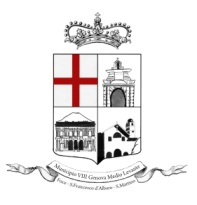 Municipio VIII Genova Medio Levante
Foce - S.Francesco d'Albaro - S.Martino